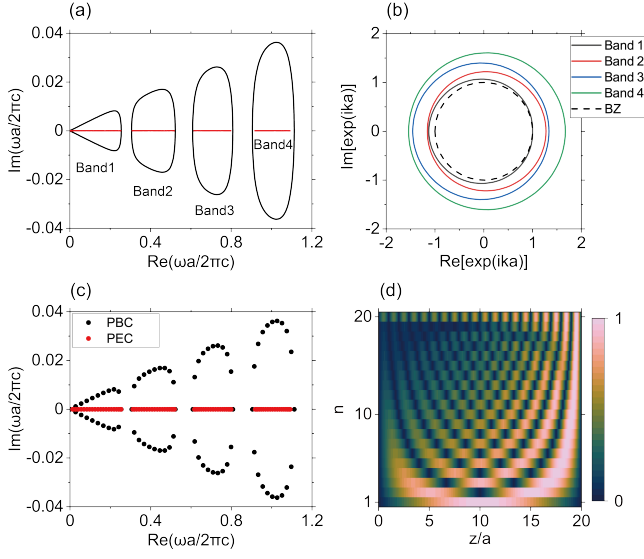 (a)
0.04
0.02
0
-0.02
-0.04
Im(ωa/2πc)
Band1
Band2
Band3
Band4
0 0.4 0.8 1.2
Re(ωa/2πc)
(b)
2
1
0
-1
-2
Im[exp(ika)]
Band 1
Band 2
Band 3
Band 4
BZ
-2 -1 0 1 2
Re[exp(ika)]
(c)
PBC
PEC
0.04
0.02
0
-0.02
-0.04
Im(ωa/2πc)
0 0.4 0.8 1.2
Re(ωa/2πc)
(d)
20
10
1
n
0 5 10 15 20
z/a
1
0